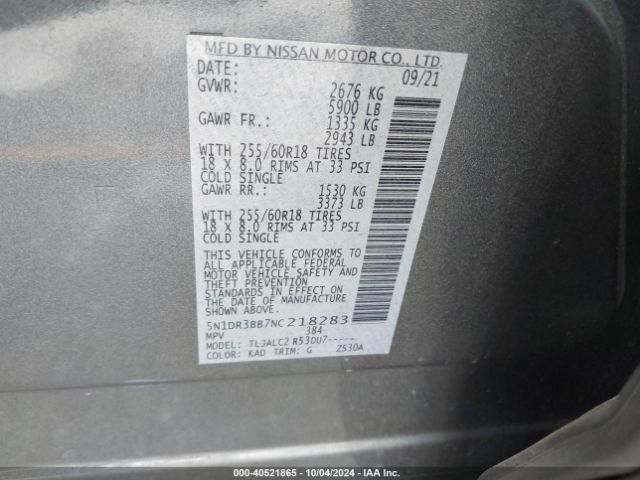 MFD BY NISSAN MOTOR CO., LTD.
DATE: 09/21
GVWR: 2676 KG
5900 LB
GAWR FR.: 1335 KG
2943 LB
WITH 255/60R18 TIRES
18 X 8.0 RIMS AT 33 PSI
COLD SINGLE
GAWR RR.: 1530 KG
3373 LB
WITH 255/60R18 TIRES
18 X 8.0 RIMS AT 33 PSI
COLD SINGLE
THIS VEHICLE CONFORMS TO
ALL APPLICABLE FEDERAL
MOTOR VEHICLE SAFETY AND
THEFT PREVENTION
STANDARDS IN EFFECT ON
THE DATE OF MANUFACTURE
SHOWN ABOVE.
5N1DR3BB7NC218283
MPV 384
MODEL: TLJALC2 R53DU7-----
COLOR: KAD TRIM: G ZS30A
000-40521865 - 10/04/2024 - IAA Inc.